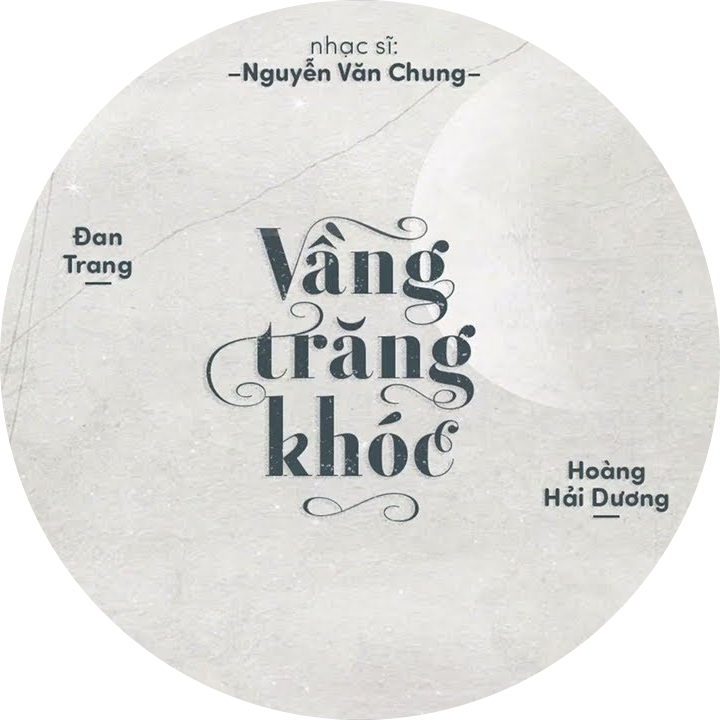 nhạc sĩ:
–Nguyễn Văn Chung–
Đan
Trang
Vầng
trăng
khóc
Hoàng
Hải Dương